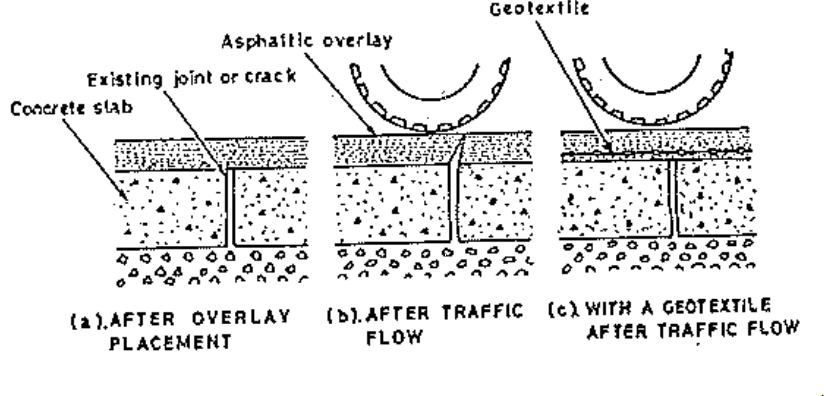 Geotextile
Asphaltic overlay
Existing joint or crack
Concrete slab
(a). AFTER OVERLAY
PLACEMENT
(b). AFTER TRAFFIC
FLOW
(c). WITH A GEOTEXTILE
AFTER TRAFFIC FLOW